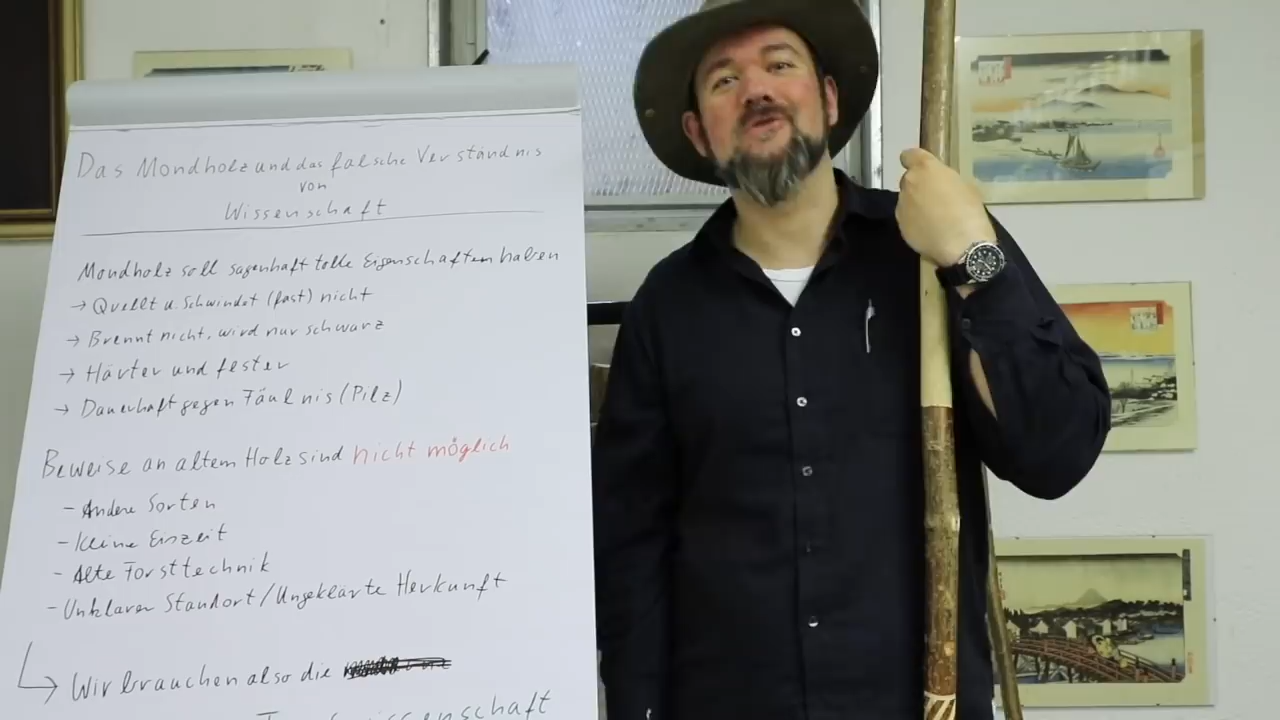 Das Mondholz und das falsche Verständnis
von
Wissenschaft
Mondholz soll sagenhaft tolle Eigenschaften haben
→ Quellt u. Schwindet (fast) nicht
→ Brennt nicht, wird nur schwarz
→ Härter und fester
→ Dauerhaft gegen Fäulnis (Pilz)
Beweise an altem Holz sind nicht möglich
- Andere Sorten
- Keine Eiszeit
- Alte Forsttechnik
- Unklarer Standort/Ungeklärte Herkunft
Wir brauchen also die